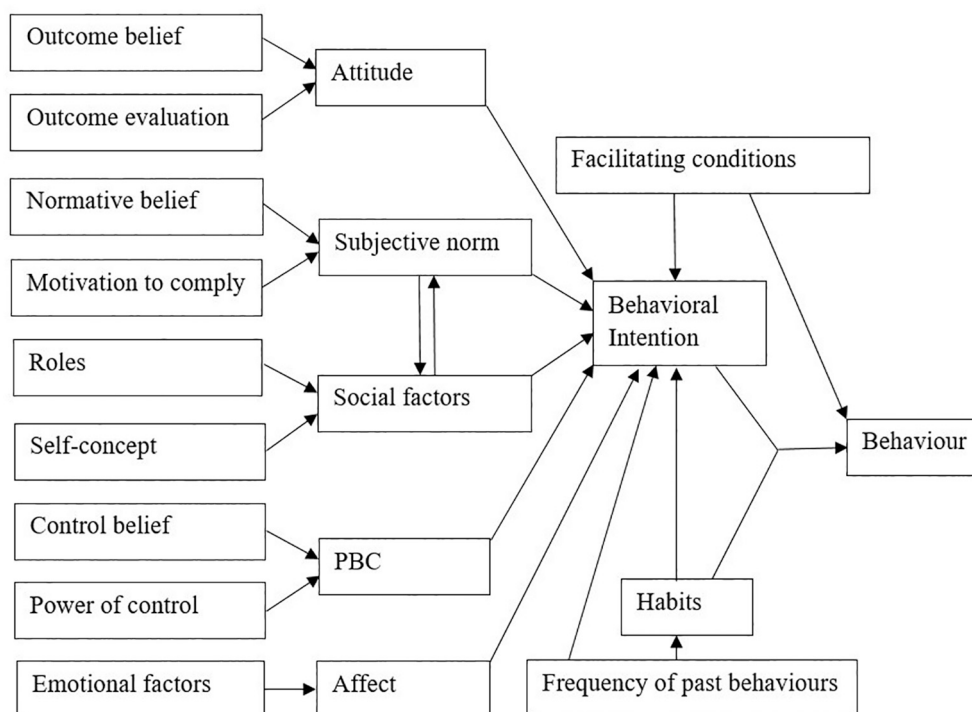 Outcome belief
Attitude
Outcome evaluation
Facilitating conditions
Normative belief
Subjective norm
Motivation to comply
Behavioral
Intention
Roles
Social factors
Self-concept
Behaviour
Control belief
PBC
Power of control
Habits
Emotional factors
Affect
Frequency of past behaviours